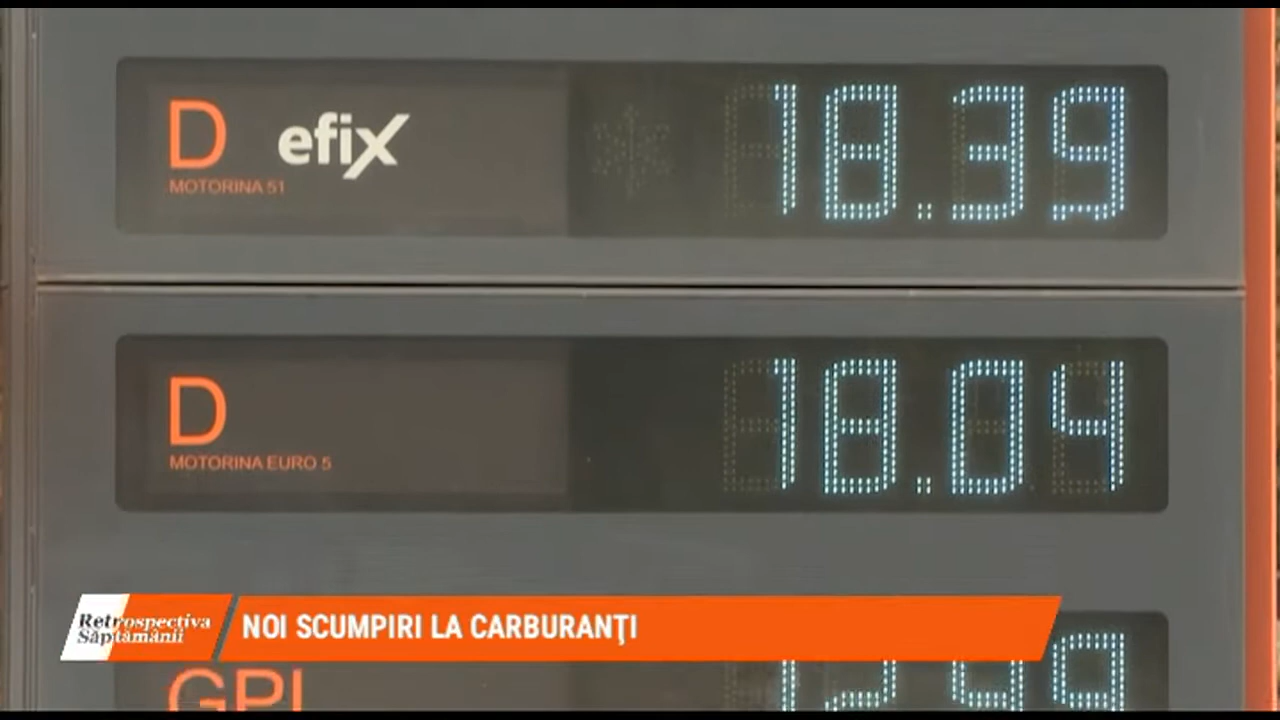 D efix 18.39
MOTORINA 51
D 18.04
MOTORINA EURO 5
Retrospectiva
Săptămânii
NOI SCUMPIRI LA CARBURANŢI
GPL